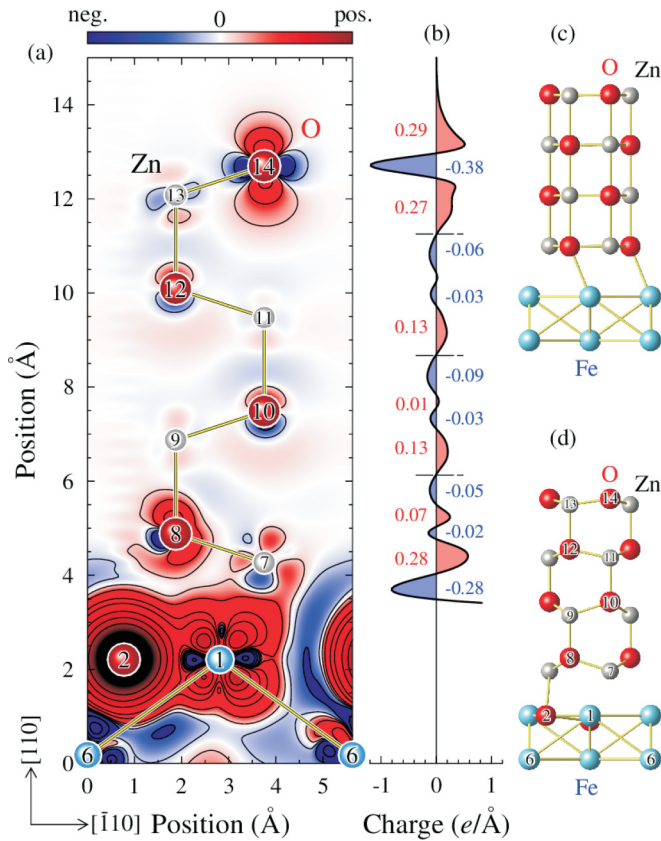 neg. 0 pos.
(a)
14
12
10
8
6
4
2
0
Position (Å)
0 1 2 3 4 5
[110]
[1̄10] Position (Å)
O
Zn
14
13
12
11
10
9
8
7
2
1
6
6
(b)
0.29
-0.38
0.27
-0.06
-0.03
0.13
-0.09
0.01
-0.03
0.13
-0.05
0.07
-0.02
0.28
-0.28
-1 0 1
Charge (e/Å)
(c)
O Zn
Fe
(d)
O Zn
13 14
12 11
9 10
8 7
2 1
6 6
Fe